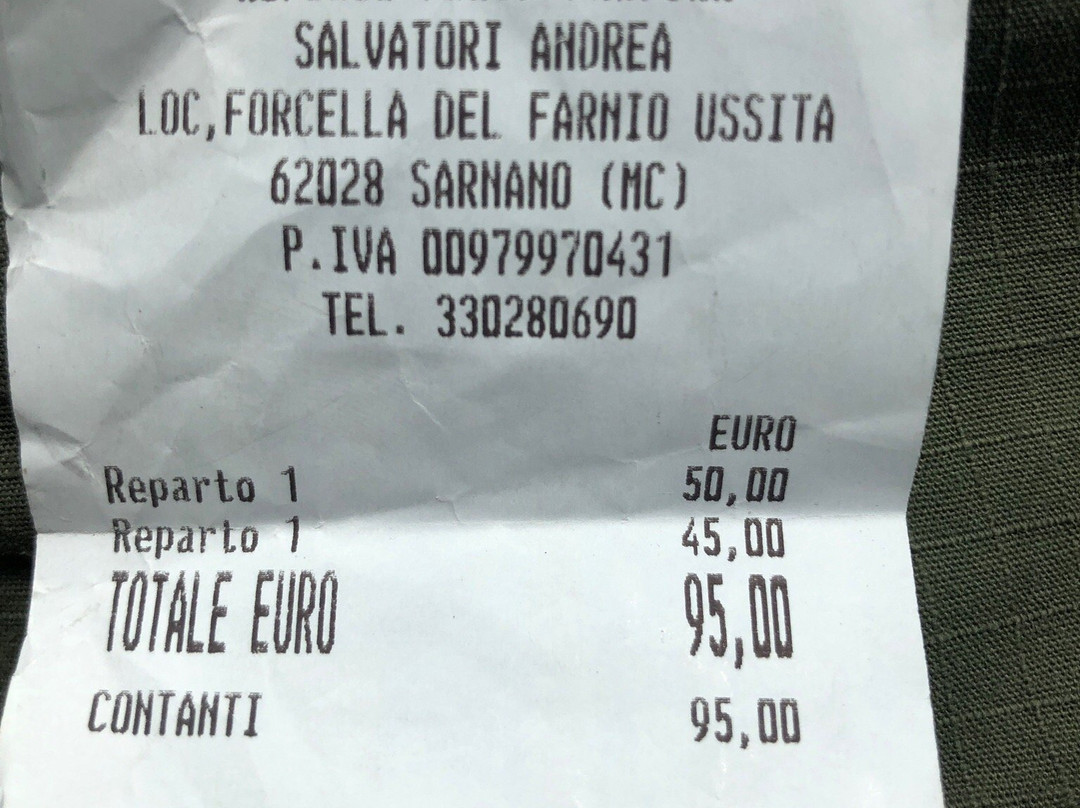 SALVATORI ANDREA
LOC,FORCELLA DEL FARNIO USSITA
62028 SARNANO (MC)
P.IVA 00979970431
TEL. 330280690
EURO
Reparto 1 50,00
Reparto 1 45,00
TOTALE EURO 95,00
CONTANTI 95,00